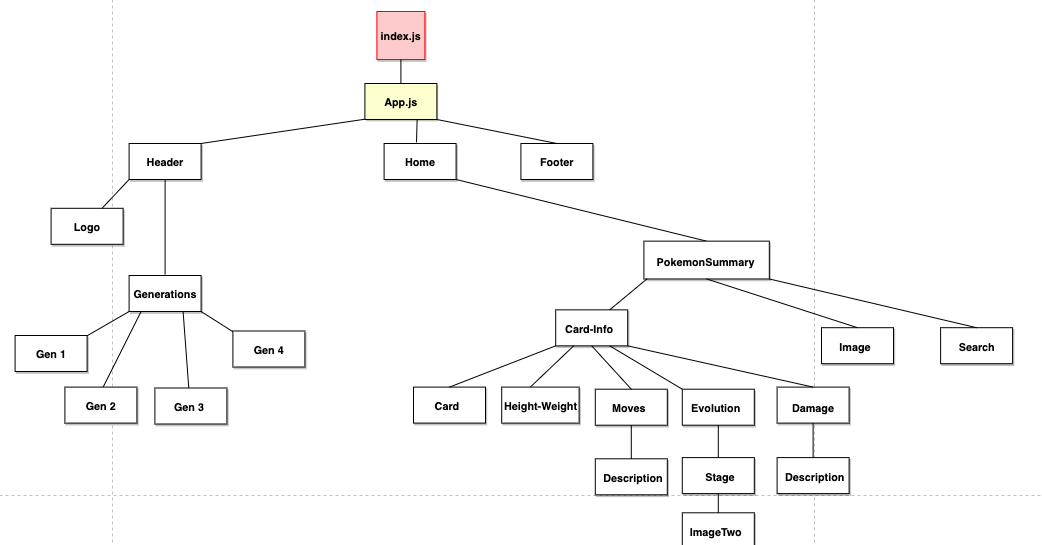 index.js
App.js
Header
Home
Footer
Logo
PokemonSummary
Generations
Card-Info
Gen 1
Gen 4
Image
Search
Gen 2
Gen 3
Card
Height-Weight
Moves
Evolution
Damage
Description
Stage
Description
ImageTwo